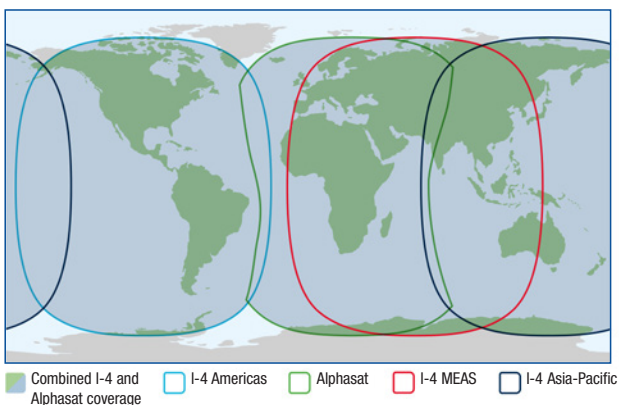 Combined I-4 and
Alphasat coverage
I-4 Americas
Alphasat
I-4 MEAS
I-4 Asia-Pacific